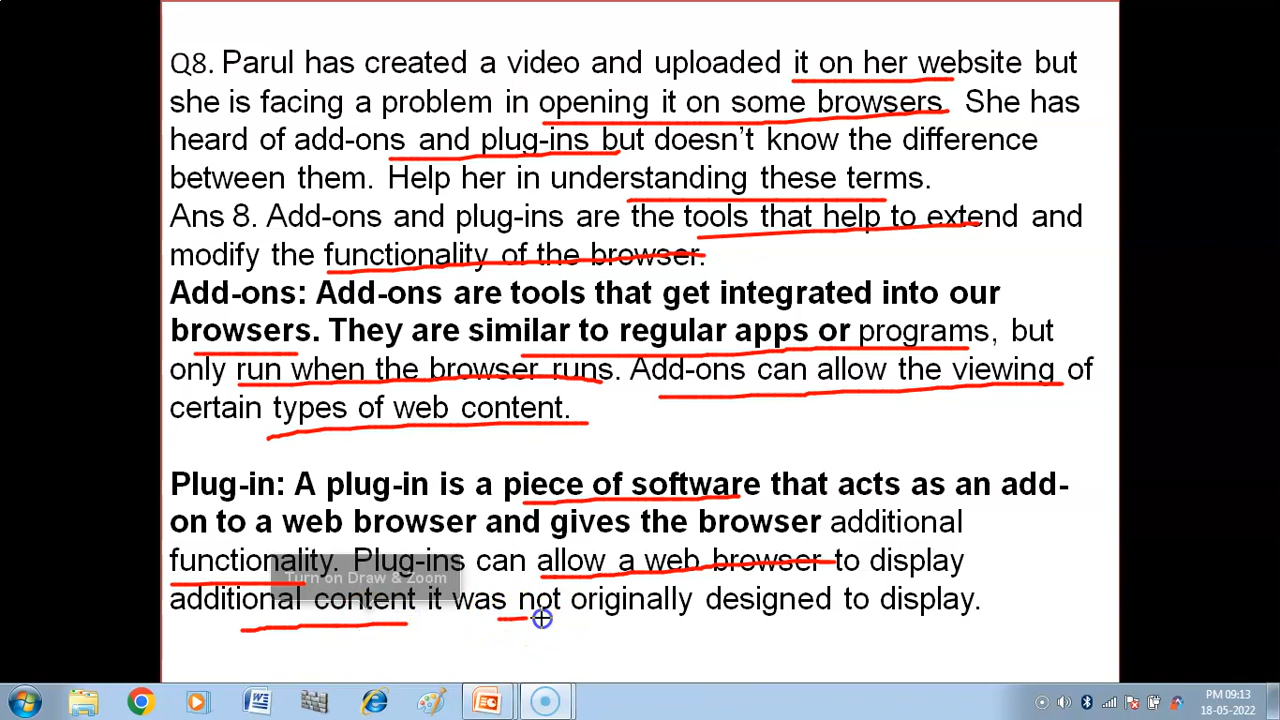 Q8. Parul has created a video and uploaded it on her website but
she is facing a problem in opening it on some browsers. She has
heard of add-ons and plug-ins but doesn't know the difference
between them. Help her in understanding these terms.
Ans 8. Add-ons and plug-ins are the tools that help to extend and
modify the functionality of the browser.
Add-ons: Add-ons are tools that get integrated into our
browsers. They are similar to regular apps or programs, but
only run when the browser runs. Add-ons can allow the viewing of
certain types of web content.
Plug-in: A plug-in is a piece of software that acts as an add-
on to a web browser and gives the browser additional
functionality. Plug-ins can allow a web browser to display
Turn on Draw & Zoom
additional content it was not originally designed to display.
PM 09:13
18-05-2022